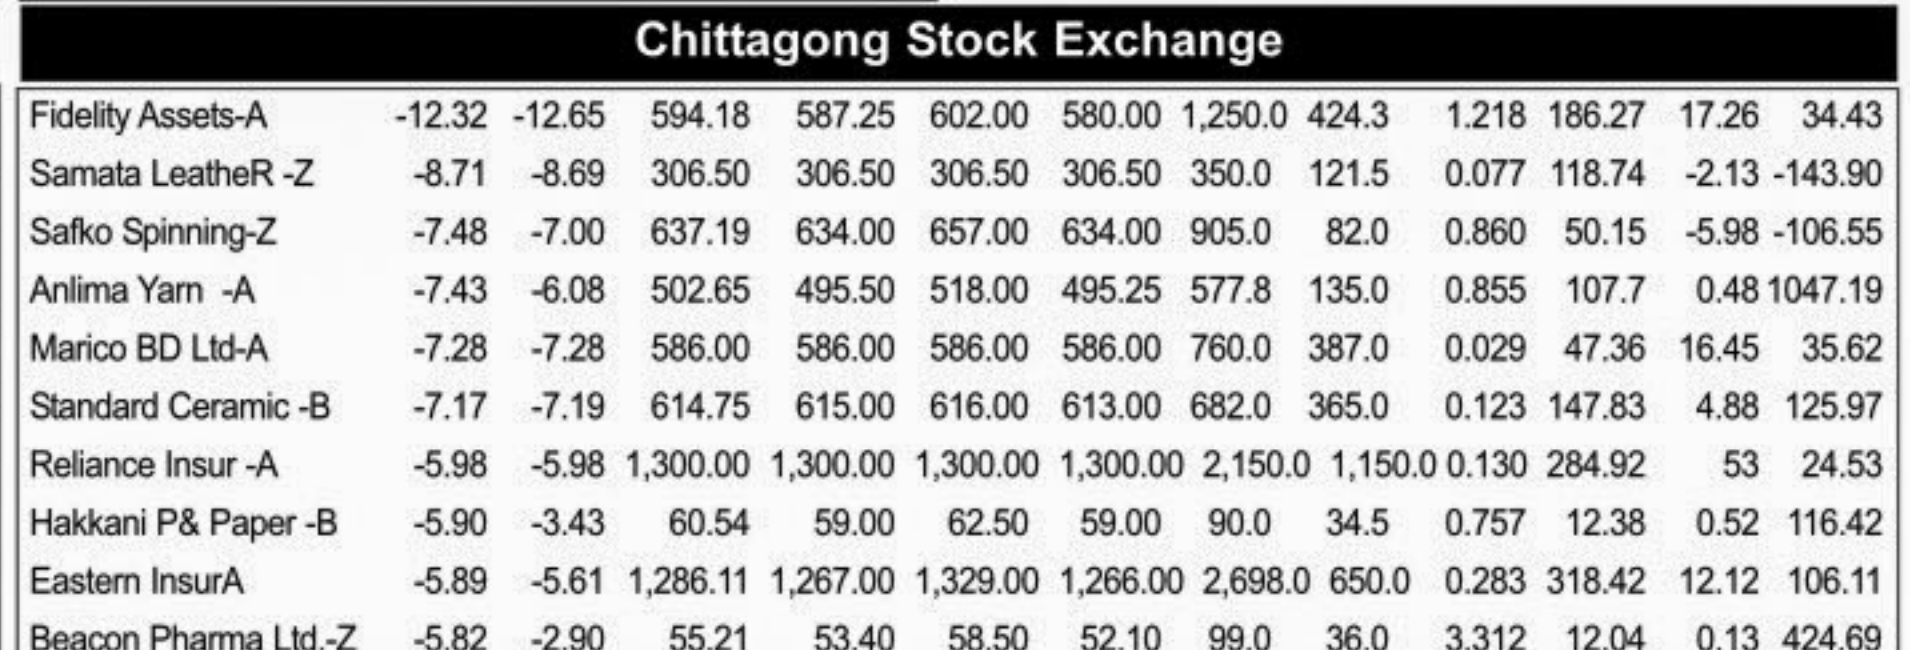 Chittagong Stock Exchange
Fidelity Assets-A -12.32 -12.65 594.18 587.25 602.00 580.00 1,250.0 424.3 1.218 186.27 17.26 34.43
Samata LeatheR -Z -8.71 -8.69 306.50 306.50 306.50 306.50 350.0 121.5 0.077 118.74 -2.13 -143.90
Safko Spinning-Z -7.48 -7.00 637.19 634.00 657.00 634.00 905.0 82.0 0.860 50.15 -5.98 -106.55
Anlima Yarn -A -7.43 -6.08 502.65 495.50 518.00 495.25 577.8 135.0 0.855 107.7 0.48 1047.19
Marico BD Ltd-A -7.28 -7.28 586.00 586.00 586.00 586.00 760.0 387.0 0.029 47.36 16.45 35.62
Standard Ceramic -B -7.17 -7.19 614.75 615.00 616.00 613.00 682.0 365.0 0.123 147.83 4.88 125.97
Reliance Insur -A -5.98 -5.98 1,300.00 1,300.00 1,300.00 1,300.00 2,150.0 1,150.0 0.130 284.92 53 24.53
Hakkani P& Paper -B -5.90 -3.43 60.54 59.00 62.50 59.00 90.0 34.5 0.757 12.38 0.52 116.42
Eastern InsurA -5.89 -5.61 1,286.11 1,267.00 1,329.00 1,266.00 2,698.0 650.0 0.283 318.42 12.12 106.11
Beacon Pharma Ltd.-Z -5.82 -2.90 55.21 53.40 58.50 52.10 99.0 36.0 3.312 12.04 0.13 424.69